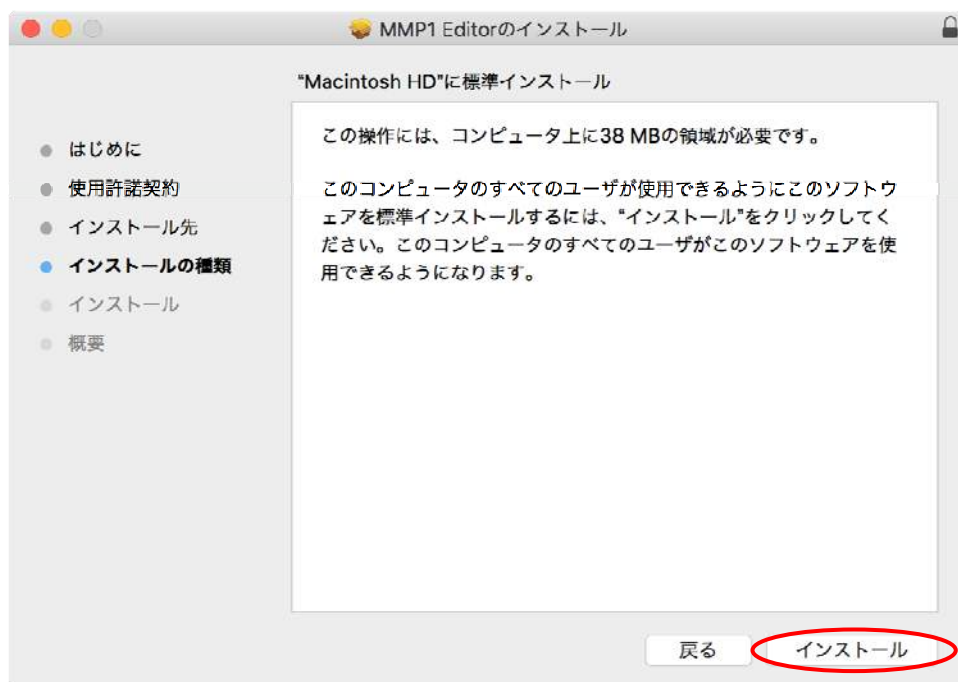 MMP1 Editorのインストール
"Macintosh HD"に標準インストール
はじめに
使用許諾契約
インストール先
インストールの種類
インストール
概要
この操作には、コンピュータ上に38 MBの領域が必要です。
このコンピュータのすべてのユーザが使用できるようにこのソフトウ
ェアを標準インストールするには、"インストール"をクリックしてく
ださい。このコンピュータのすべてのユーザがこのソフトウェアを使
用できるようになります。
戻る
インストール